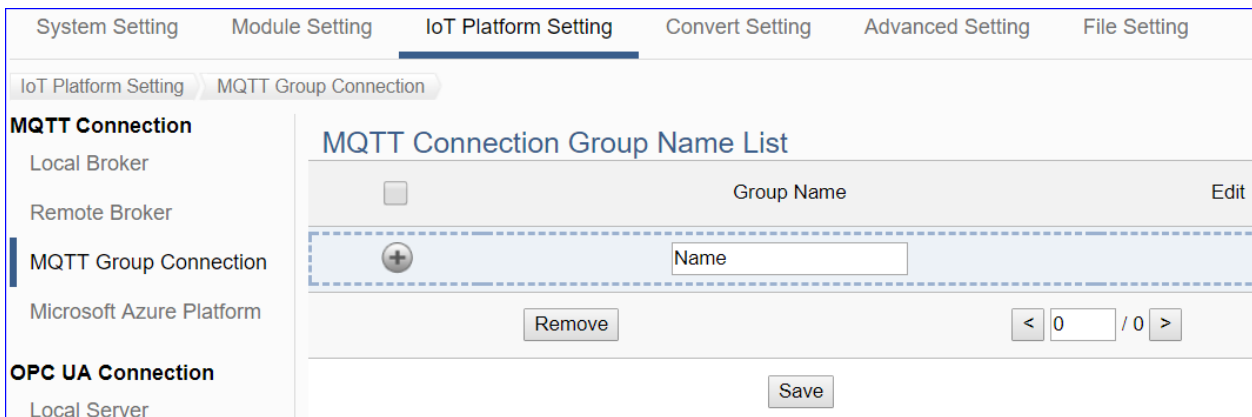 System Setting Module Setting IoT Platform Setting Convert Setting Advanced Setting File Setting
IoT Platform Setting MQTT Group Connection
MQTT Connection
Local Broker
Remote Broker
MQTT Group Connection
Microsoft Azure Platform
OPC UA Connection
Local Server
MQTT Connection Group Name List
Group Name Edit
Name
Remove < 0 / 0 >
Save